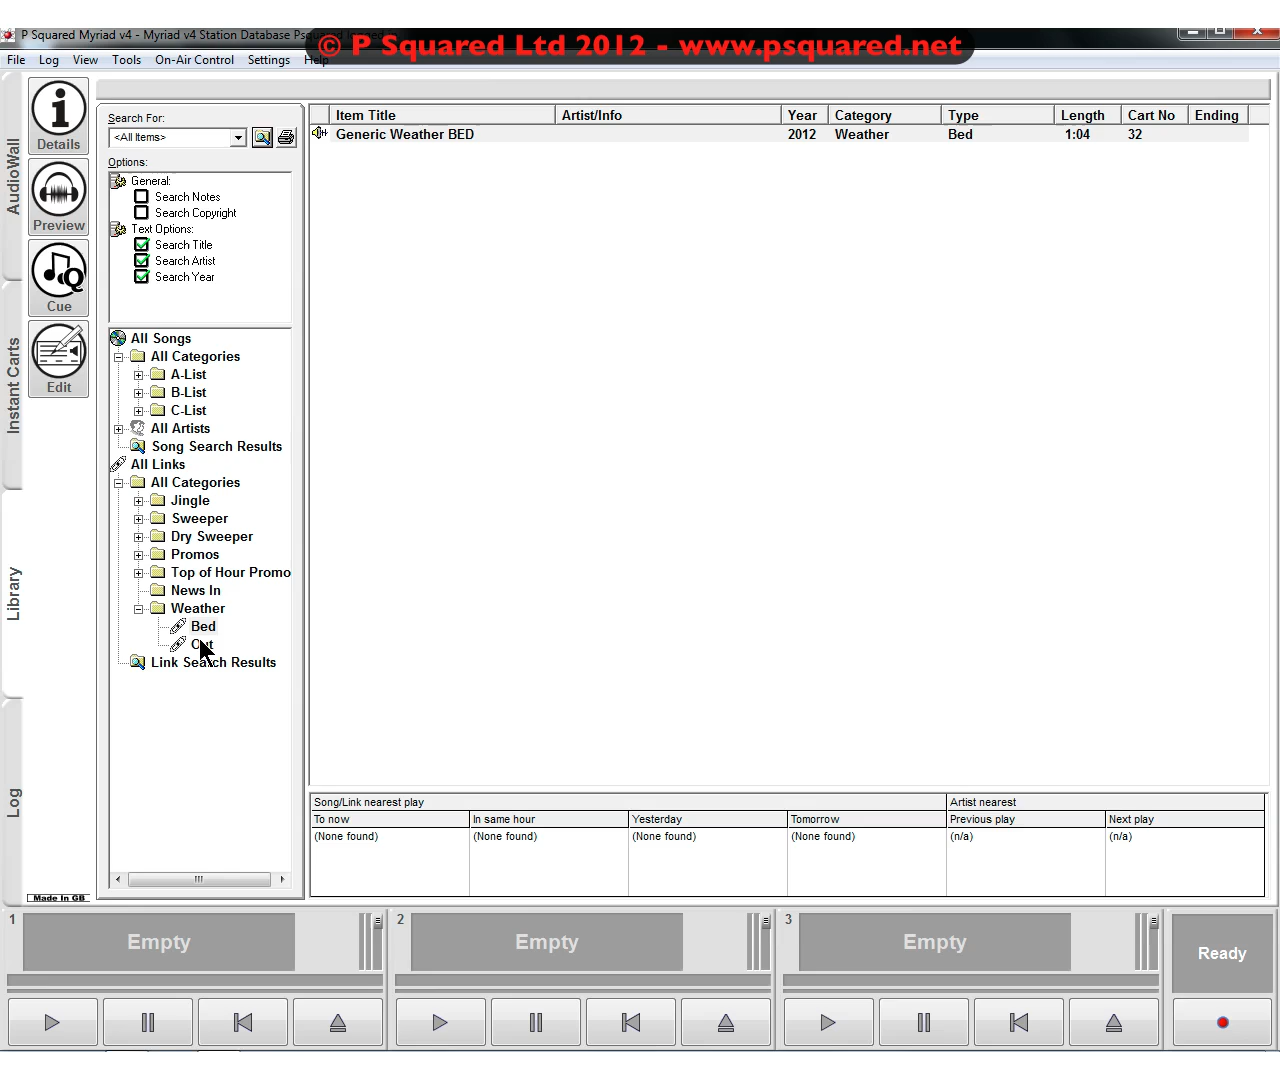 P Squared Myriad v4 - Myriad v4 Station Database Psqu
© P Squared Ltd 2012 - www.psquared.net
File Log View Tools On-Air Control Settings Help
AudioWall
Instant Carts
Library
Log
Details
Preview
Cue
Edit
Made In GB
Search For:
<All Items>
Options:
General:
Search Notes
Search Copyright
Text Options:
Search Title
Search Artist
Search Year
All Songs
All Categories
A-List
B-List
C-List
All Artists
Song Search Results
All Links
All Categories
Jingle
Sweeper
Dry Sweeper
Promos
Top of Hour Promo
News In
Weather
Bed
Out
Link Search Results
Item Title Artist/Info Year Category Type Length Cart No Ending
Generic Weather BED 2012 Weather Bed 1:04 32
Song/Link nearest play Artist nearest
To now In same hour Yesterday Tomorrow Previous play Next play
(None found) (None found) (None found) (None found) (n/a) (n/a)
1 Empty 2 Empty 3 Empty Ready